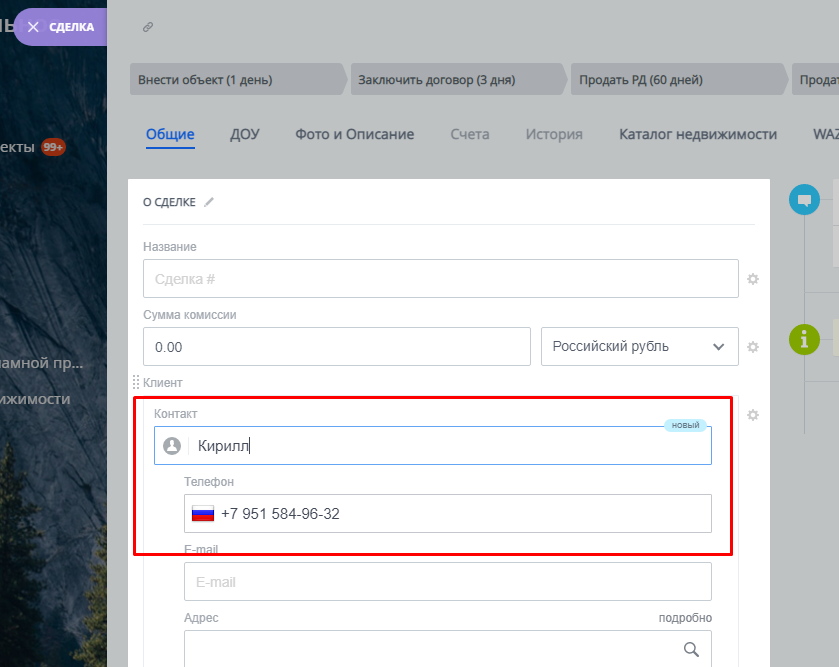 СДЕЛКА
Внести объект (1 день)
Заключить договор (3 дня)
Продать РД (60 дней)
Продат
Общие
ДОУ
Фото и Описание
Счета
История
Каталог недвижимости
WAZ
екты 99+
О СДЕЛКЕ
Название
Сделка #
Сумма комиссии
0.00
Российский рубль
Клиент
амной пр...
ижимости
Контакт
новый
Кирилл
Телефон
+7 951 584-96-32
E-mail
E-mail
Адрес
подробно